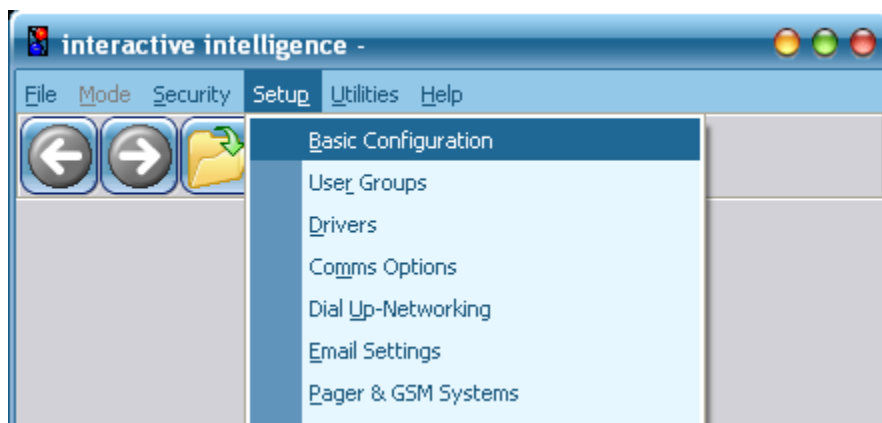 interactive intelligence -
File Mode Security Setup Utilities Help
Basic Configuration
User Groups
Drivers
Comms Options
Dial Up-Networking
Email Settings
Pager & GSM Systems